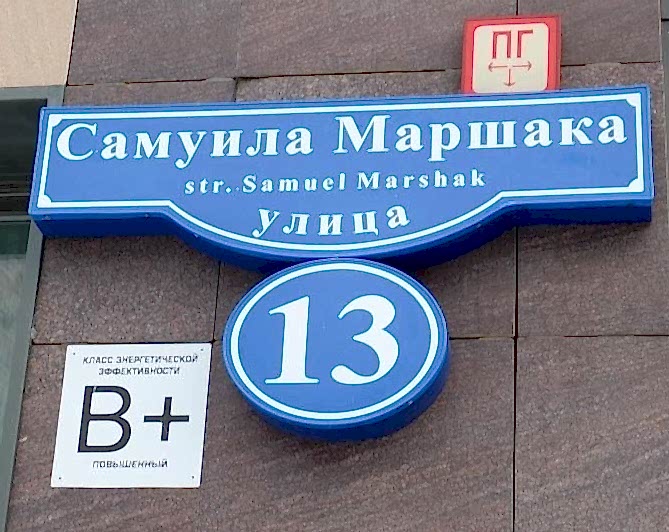 ПГ
Самуила Маршака
str. Samuel Marshak
улица
13
КЛАСС ЭНЕРГЕТИЧЕСКОЙ
ЭФФЕКТИВНОСТИ
B+
ПОВЫШЕННЫЙ